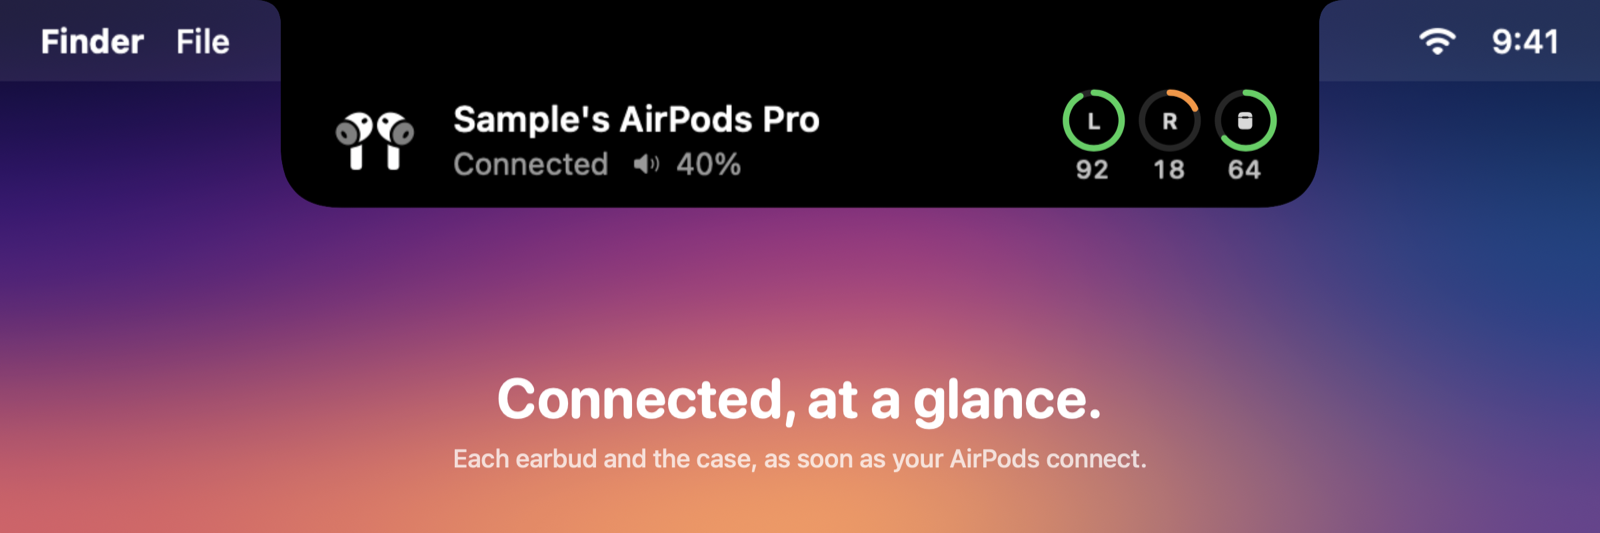 Finder File
9:41
Sample's AirPods Pro
Connected 40%
L R
92 18 64
Connected, at a glance.
Each earbud and the case, as soon as your AirPods connect.